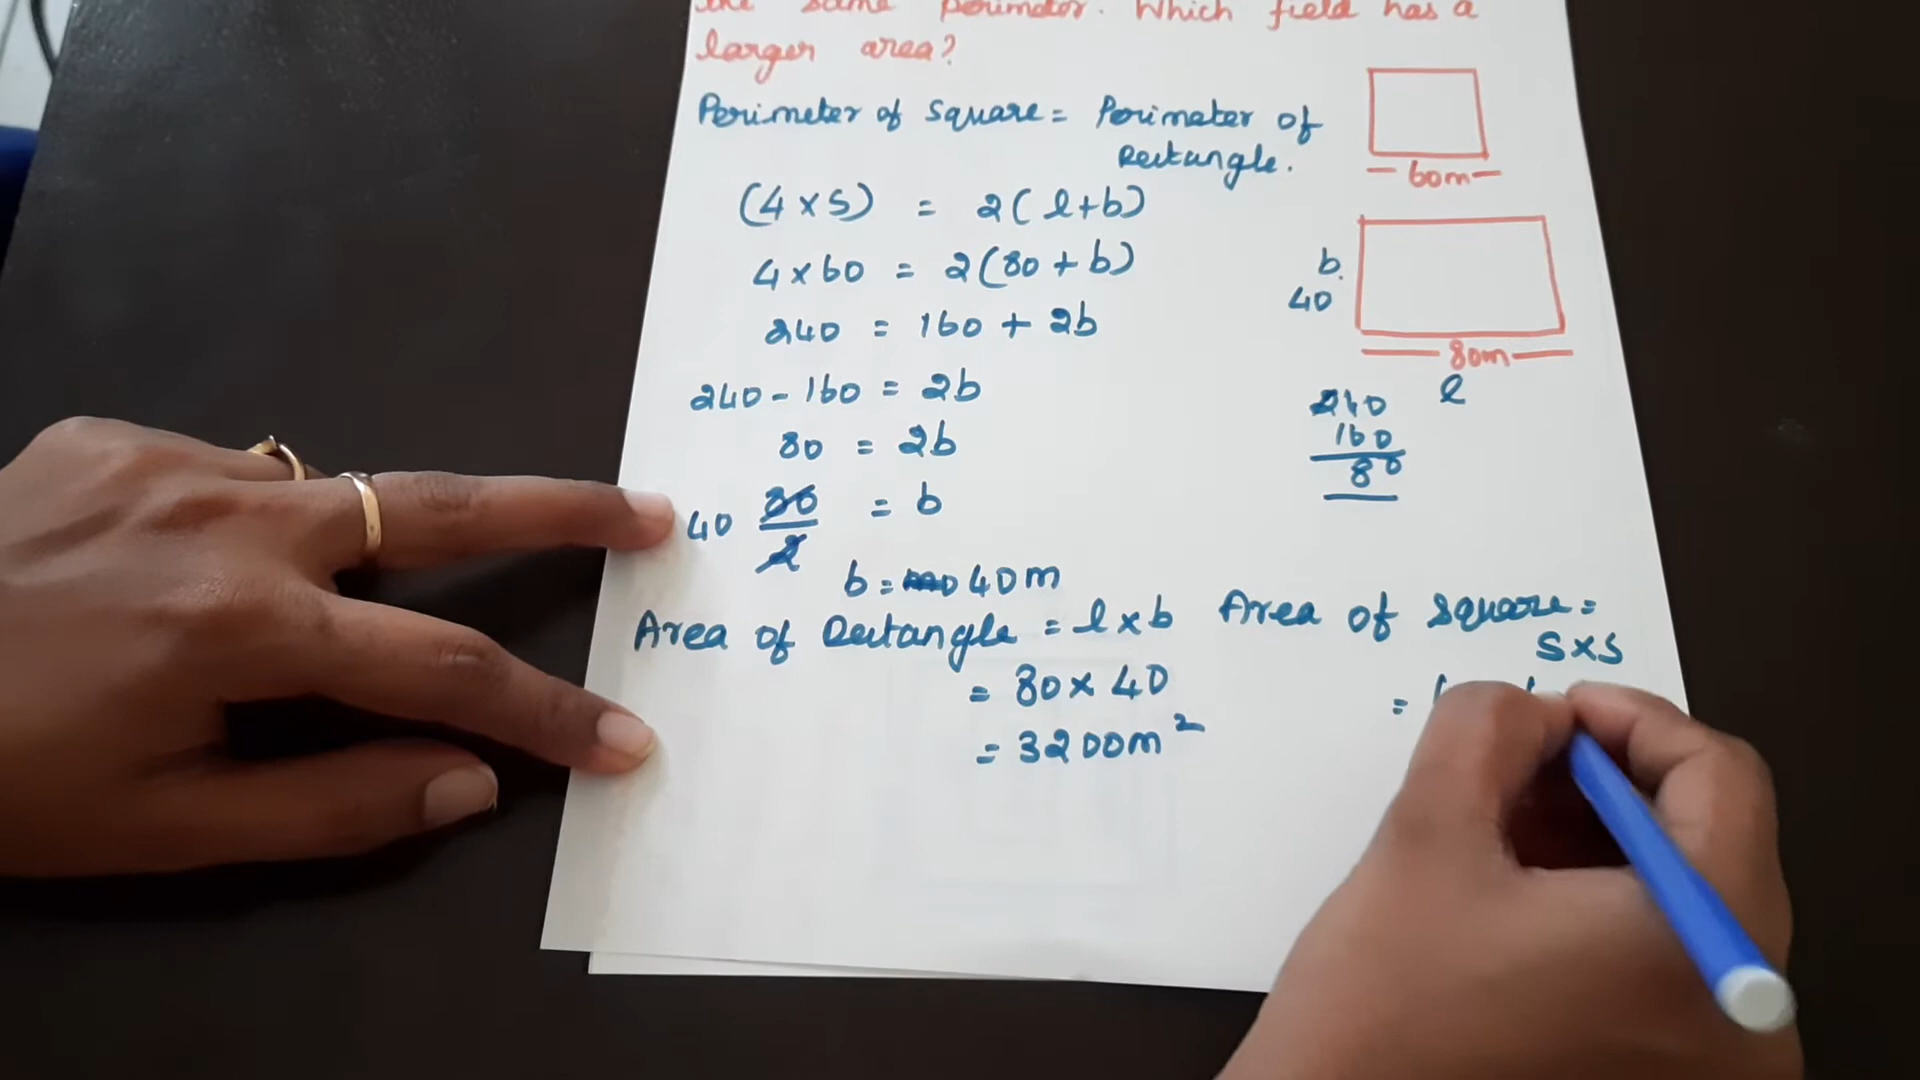 the same perimeter. Which field has a
larger area?
Perimeter of square = Perimeter of
Rectangle.
(4 × s) = 2(l+b)
4 × 60 = 2(80 + b)
240 = 160 + 2b
240 - 160 = 2b
80 = 2b
40 80/2 = b
b = 40m
Area of Rectangle = l × b
= 80 × 40
= 3200m²
60m
b.
40
80m
l
240
160
80
Area of square =
s × s
=